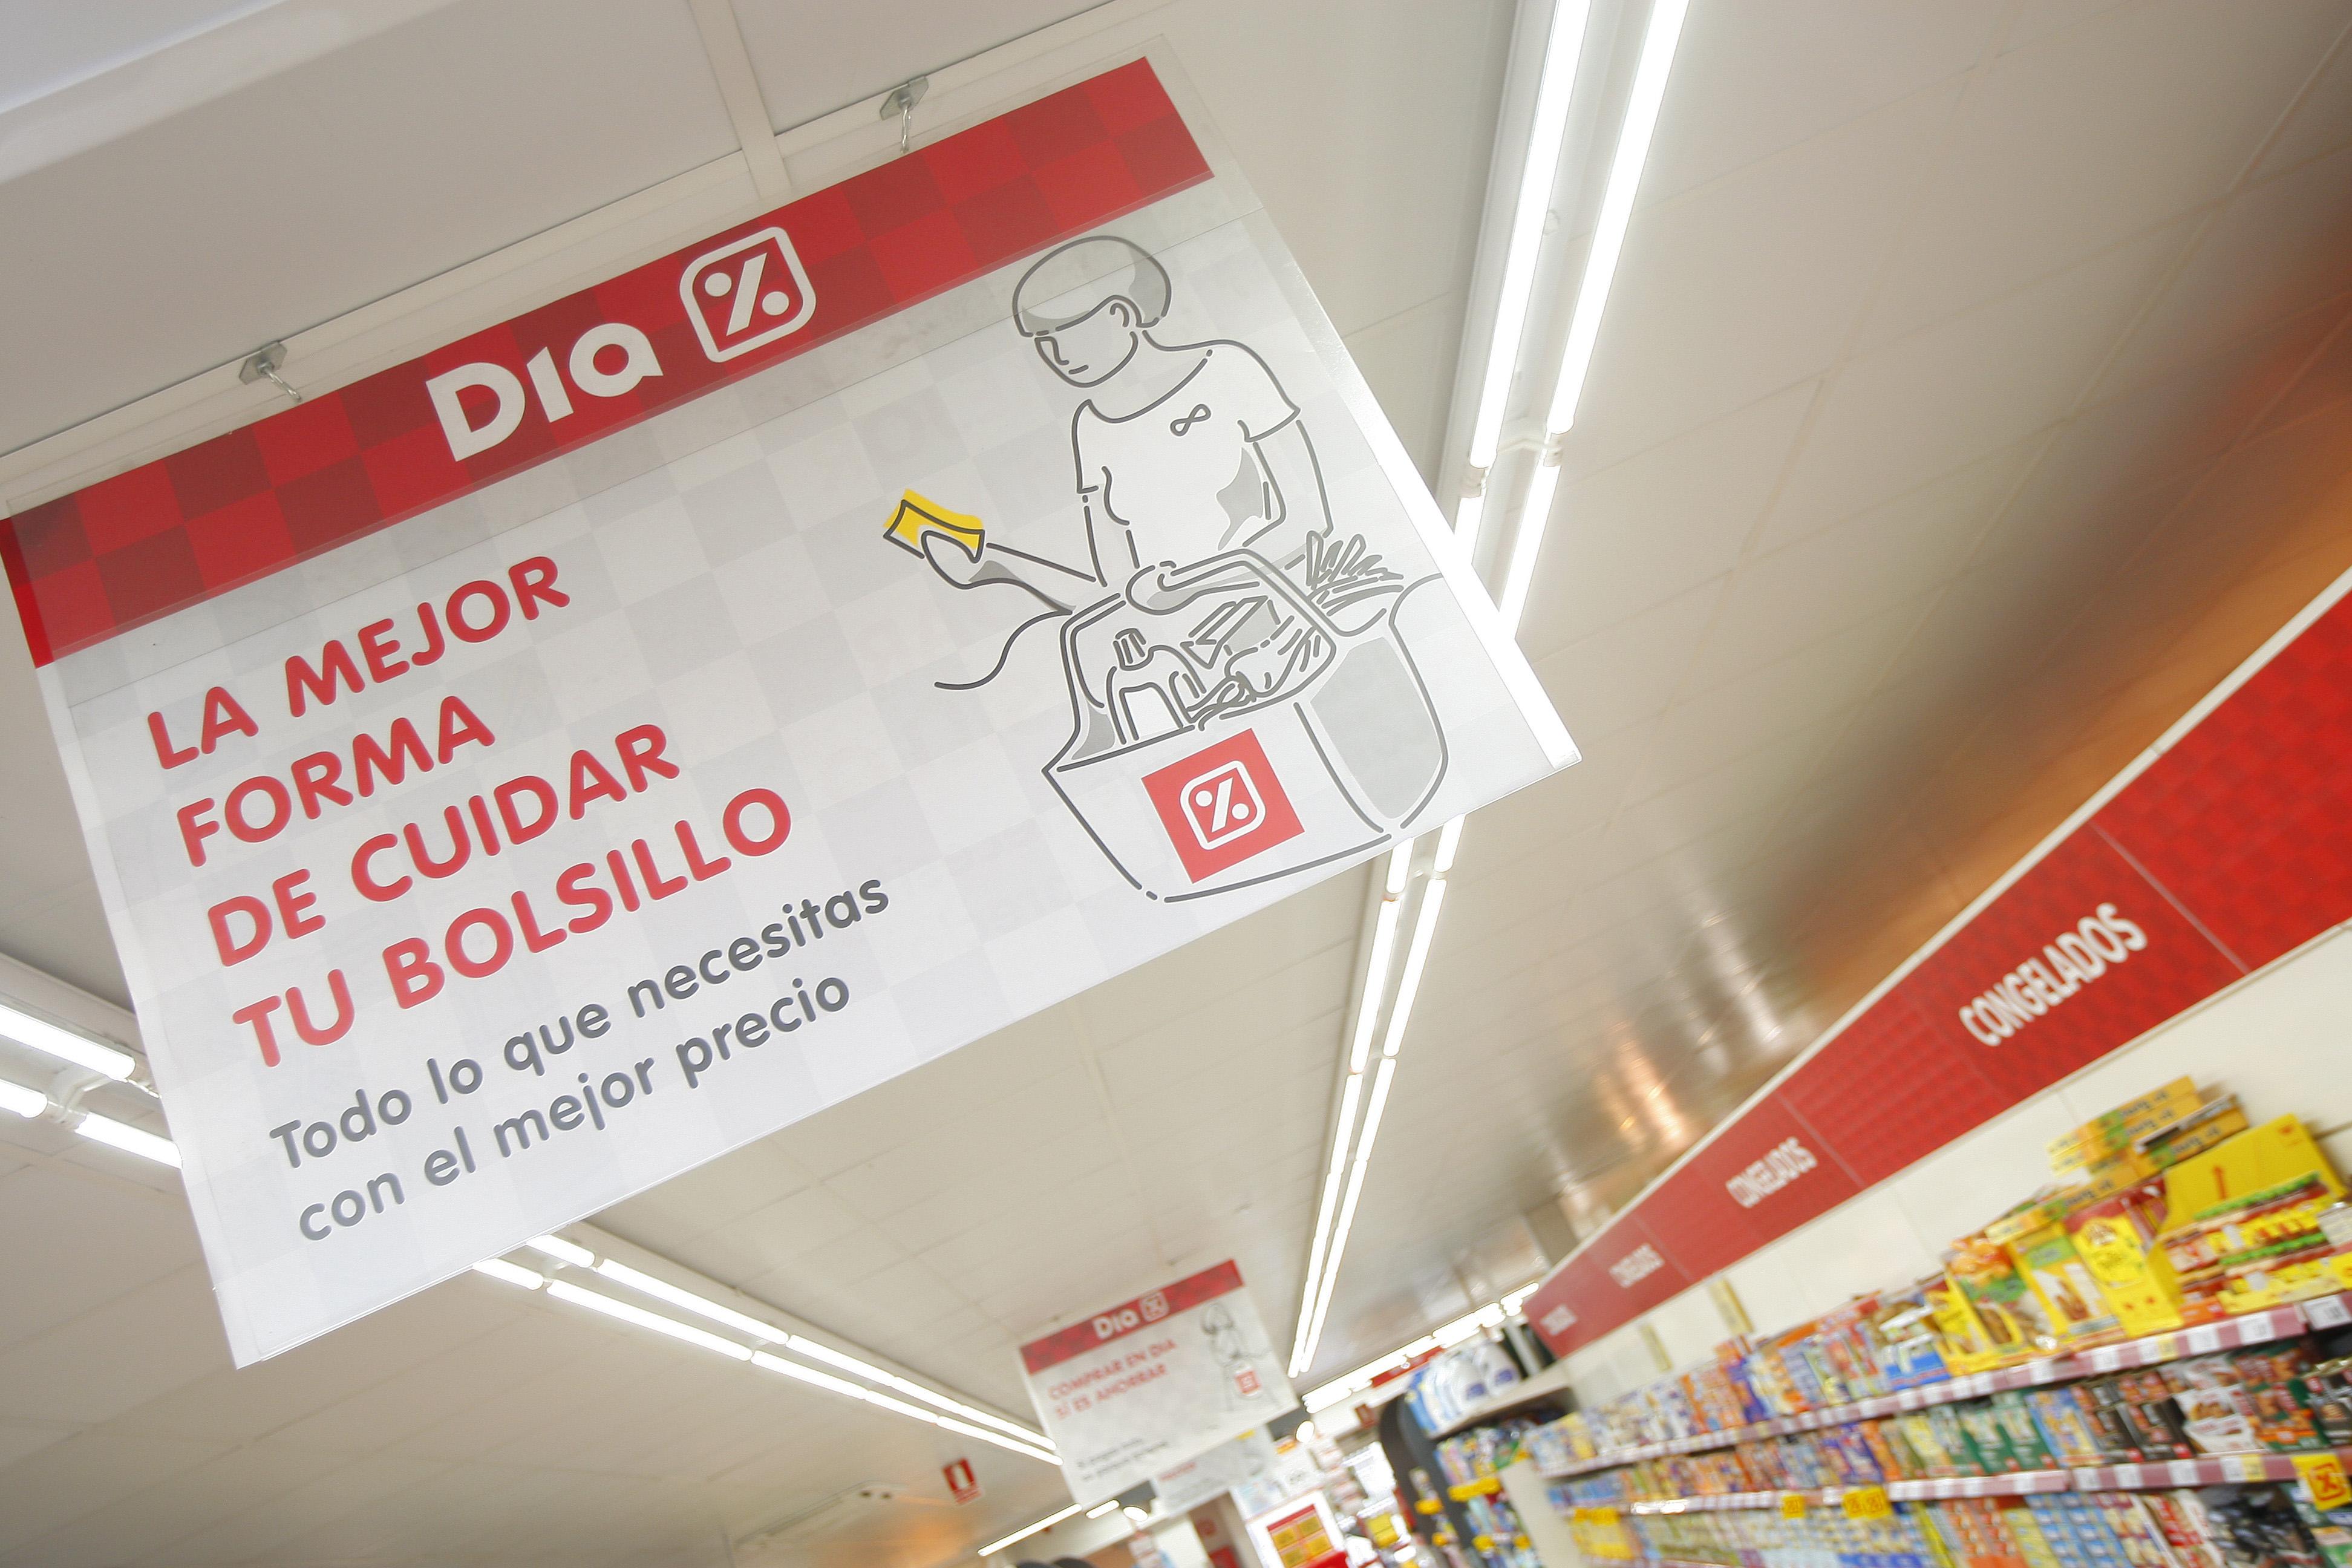 Dia %
LA MEJOR
FORMA
DE CUIDAR
TU BOLSILLO
Todo lo que necesitas
con el mejor precio
%
CONGELADOS
CONGELADOS
CONGELADOS
Dia %
COMPRAR EN DIA
SÍ ES AHORRAR